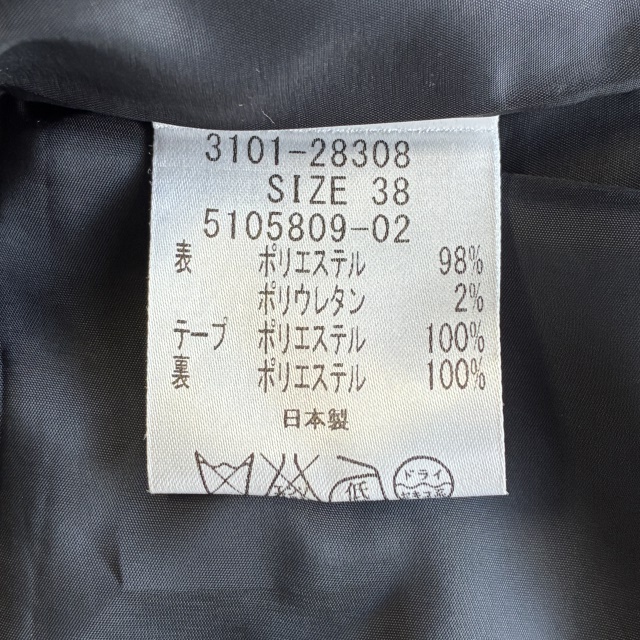 3101-28308
SIZE 38
5105809-02
表 ポリエステル 98%
ポリウレタン 2%
テープ ポリエステル 100%
裏 ポリエステル 100%
日本製
低 ドライ